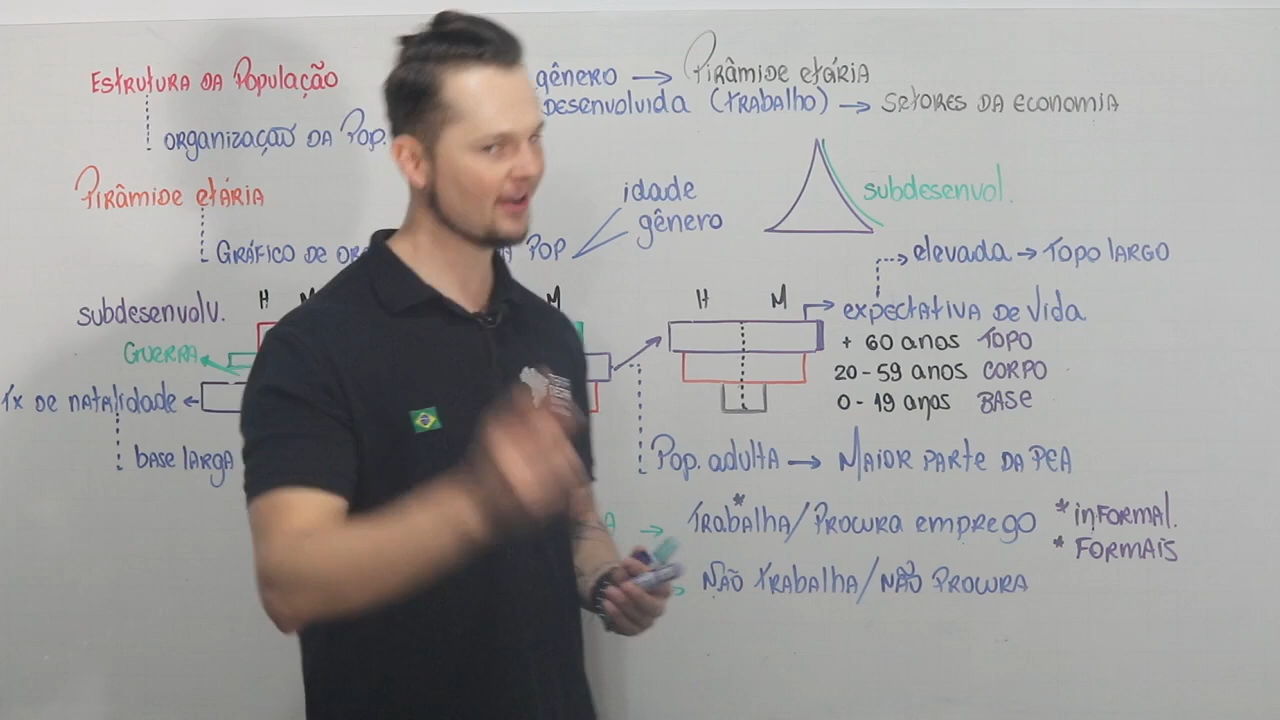 Estrutura da População
gênero → Pirâmide etária
desenvolvida (trabalho) → setores da economia
organização da Pop.
Pirâmide etária
idade
gênero
subdesenvol.
Gráfico de POP
elevada → topo largo
subdesenvolv.
H M
H M
expectativa de vida
+ 60 anos topo
20-59 anos corpo
0-19 anos base
Guerra
Tx de natalidade
base larga
Pop. adulta → Maior parte da PEA
* Trabalha/Procura emprego
* informal.
* formais
Não trabalha/não procura